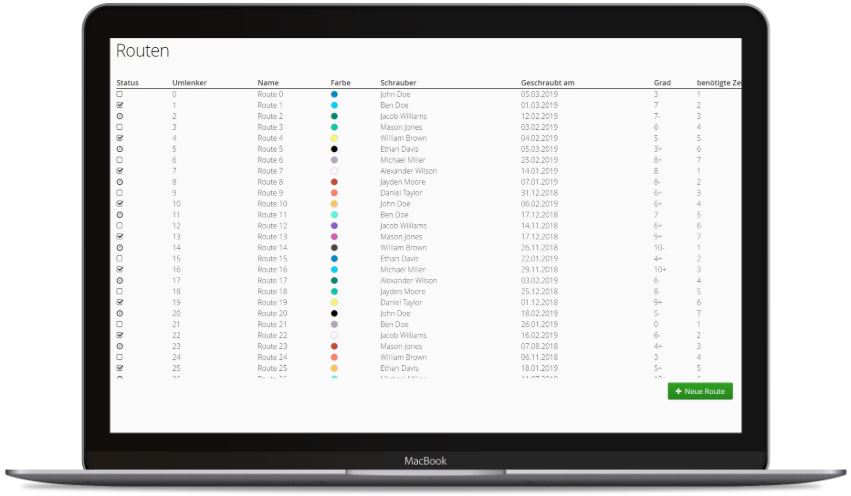 Routen
Status Umlenker Name Farbe Schrauber Geschraubt am Grad benötigte Ze
0 Route 0 John Doe 05.03.2019 3 1
1 Route 1 Ben Doe 01.03.2019 7 2
2 Route 2 Jacob Williams 12.02.2019 7- 3
3 Route 3 Mason Jones 03.02.2019 6 4
4 Route 4 William Brown 04.02.2019 5 5
5 Route 5 Ethan Davis 05.03.2019 3+ 6
6 Route 6 Michael Miller 25.02.2019 8+ 7
7 Route 7 Alexander Wilson 14.01.2019 8 1
8 Route 8 Jayden Moore 07.01.2019 8- 2
9 Route 9 Daniel Taylor 31.12.2018 6+ 3
10 Route 10 John Doe 06.02.2019 6+ 4
11 Route 11 Ben Doe 17.12.2018 7 5
12 Route 12 Jacob Williams 14.11.2018 6+ 6
13 Route 13 Mason Jones 17.12.2018 9+ 7
14 Route 14 William Brown 26.11.2018 10- 1
15 Route 15 Ethan Davis 22.01.2019 4+ 2
16 Route 16 Michael Miller 29.11.2018 10+ 3
17 Route 17 Alexander Wilson 03.02.2019 6 4
18 Route 18 Jayden Moore 25.12.2018 8- 5
19 Route 19 Daniel Taylor 01.12.2018 9+ 6
20 Route 20 John Doe 18.02.2019 5- 7
21 Route 21 Ben Doe 26.01.2019 0 1
22 Route 22 Jacob Williams 16.02.2019 6- 2
23 Route 23 Mason Jones 07.08.2018 4+ 3
24 Route 24 William Brown 06.11.2018 3 4
25 Route 25 Ethan Davis 18.01.2019 5+ 5
+ Neue Route
MacBook